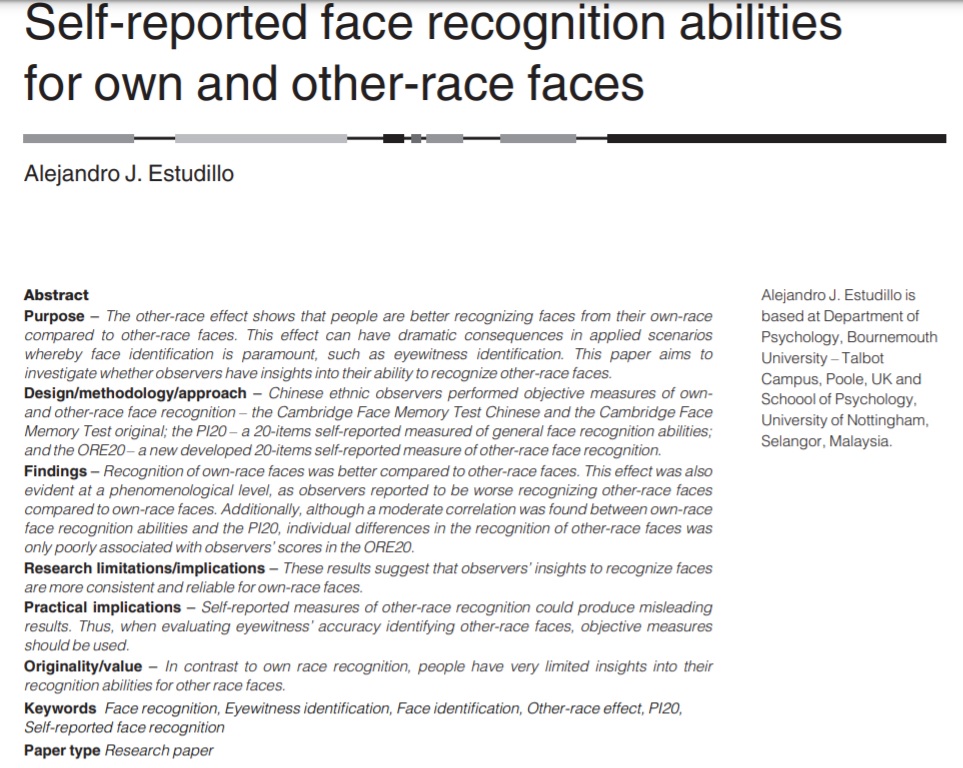 Self-reported face recognition abilities
for own and other-race faces
Alejandro J. Estudillo
Abstract
Purpose – The other-race effect shows that people are better recognizing faces from their own-race
compared to other-race faces. This effect can have dramatic consequences in applied scenarios
whereby face identification is paramount, such as eyewitness identification. This paper aims to
investigate whether observers have insights into their ability to recognize other-race faces.
Design/methodology/approach – Chinese ethnic observers performed objective measures of own-
and other-race face recognition – the Cambridge Face Memory Test Chinese and the Cambridge Face
Memory Test original; the PI20 – a 20-items self-reported measured of general face recognition abilities;
and the ORE20 – a new developed 20-items self-reported measure of other-race face recognition.
Findings – Recognition of own-race faces was better compared to other-race faces. This effect was also
evident at a phenomenological level, as observers reported to be worse recognizing other-race faces
compared to own-race faces. Additionally, although a moderate correlation was found between own-race
face recognition abilities and the PI20, individual differences in the recognition of other-race faces was
only poorly associated with observers' scores in the ORE20.
Research limitations/implications – These results suggest that observers' insights to recognize faces
are more consistent and reliable for own-race faces.
Practical implications – Self-reported measures of other-race recognition could produce misleading
results. Thus, when evaluating eyewitness' accuracy identifying other-race faces, objective measures
should be used.
Originality/value – In contrast to own race recognition, people have very limited insights into their
recognition abilities for other race faces.
Keywords Face recognition, Eyewitness identification, Face identification, Other-race effect, PI20,
Self-reported face recognition
Paper type Research paper
Alejandro J. Estudillo is
based at Department of
Psychology, Bournemouth
University – Talbot
Campus, Poole, UK and
Schoool of Psychology,
University of Nottingham,
Selangor, Malaysia.